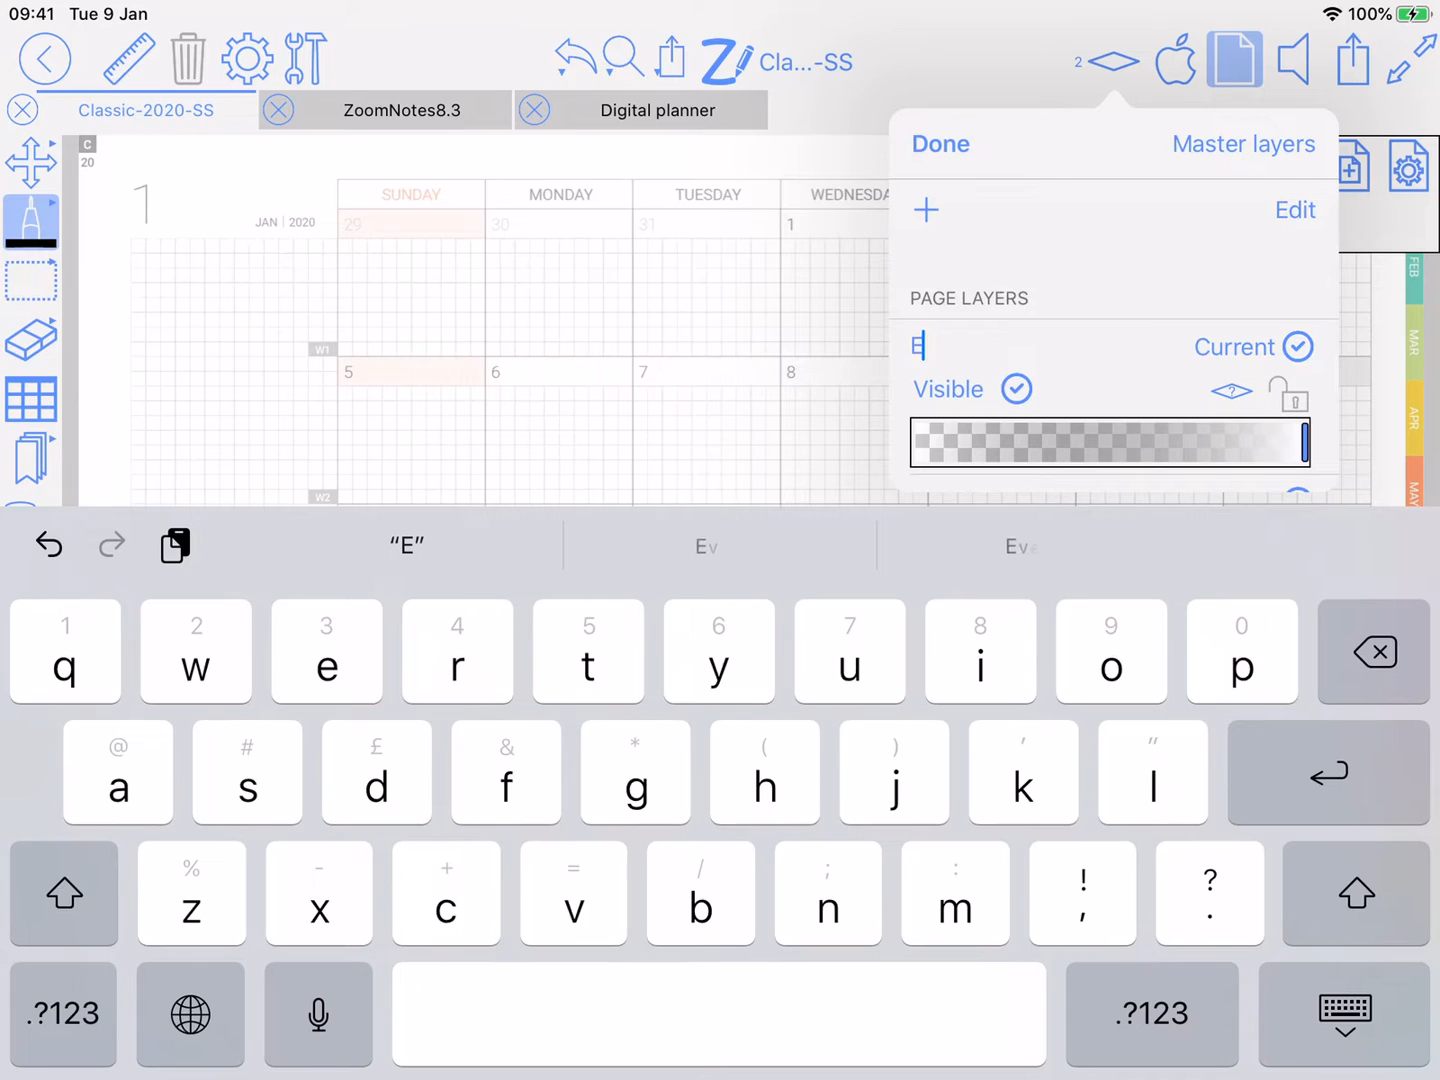 09:41 Tue 9 Jan
100%
Cla...-SS
2
Classic-2020-SS
ZoomNotes8.3
Digital planner
Done
Master layers
Edit
PAGE LAYERS
E
Current
Visible
?
C
20
1
JAN | 2020
SUNDAY MONDAY TUESDAY WEDNESDA
29 30 31 1
W1
5 6 7 8
W2
FEB
MAR
APR
MAY
“E” Ev Eve
1 2 3 4 5 6 7 8 9 0
q w e r t y u i o p
@ # £ & * ( ) ' "
a s d f g h j k l
% - + = / ; : ! ?
z x c v b n m , .
.?123 .?123